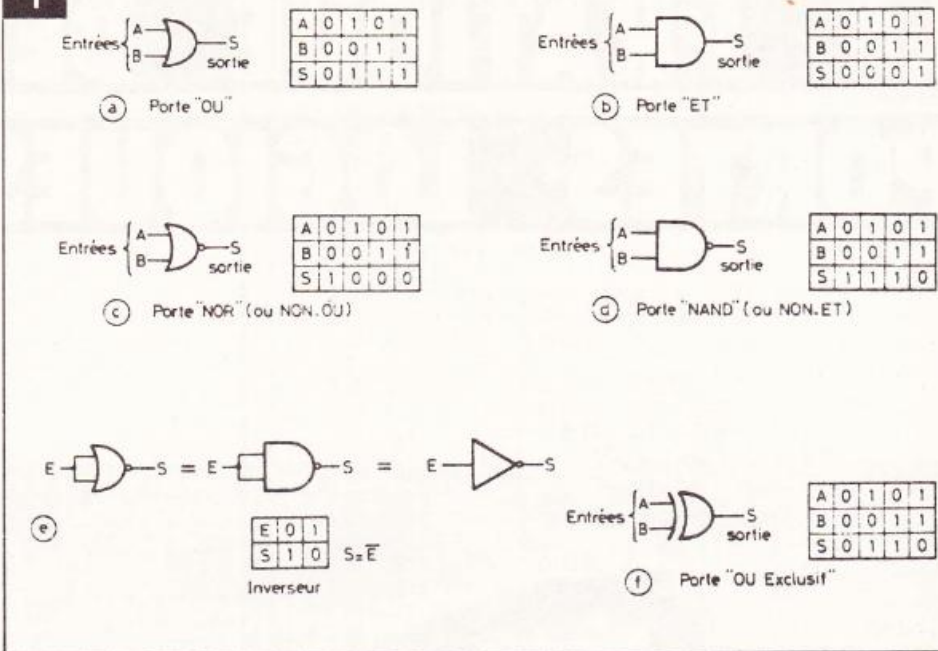 1
Entrées A B S sortie
A 0 1 0 1
B 0 0 1 1
S 0 1 1 1
a Porte "OU"
Entrées A B S sortie
A 0 1 0 1
B 0 0 1 1
S 0 0 0 1
b Porte "ET"
Entrées A B S sortie
A 0 1 0 1
B 0 0 1 1
S 1 0 0 0
c Porte "NOR" (ou NON.OU)
Entrées A B S sortie
A 0 1 0 1
B 0 0 1 1
S 1 1 1 0
d Porte "NAND" (ou NON.ET)
E S = E S = E S
e
E 0 1
S 1 0 S=E̅
Inverseur
Entrées A B S sortie
A 0 1 0 1
B 0 0 1 1
S 0 1 1 0
f Porte "OU Exclusif"